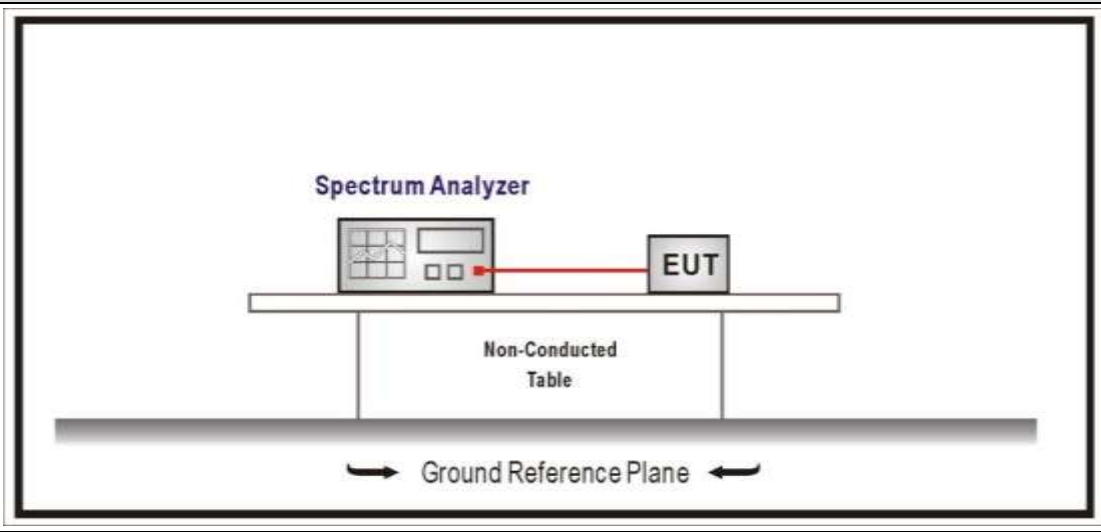 Spectrum Analyzer
EUT
Non-Conducted
Table
Ground Reference Plane